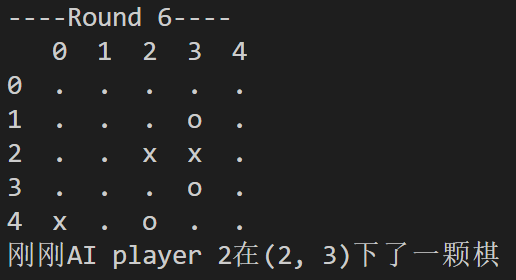 ----Round 6----
   0  1  2  3  4
0  .  .  .  .  .
1  .  .  .  o  .
2  .  .  x  x  .
3  .  .  .  o  .
4  x  .  o  .  .
刚刚AI player 2在(2, 3)下了一颗棋